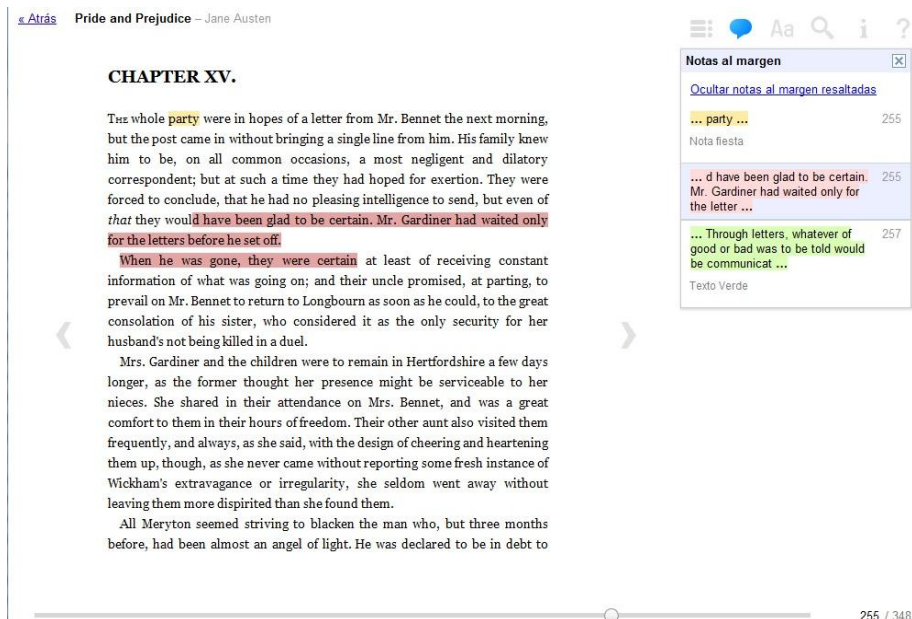 « Atrás Pride and Prejudice – Jane Austen
Aa i ?
CHAPTER XV.
THE whole party were in hopes of a letter from Mr. Bennet the next morning,
but the post came in without bringing a single line from him. His family knew
him to be, on all common occasions, a most negligent and dilatory
correspondent; but at such a time they had hoped for exertion. They were
forced to conclude, that he had no pleasing intelligence to send, but even of
that they would have been glad to be certain. Mr. Gardiner had waited only
for the letters before he set off.
When he was gone, they were certain at least of receiving constant
information of what was going on; and their uncle promised, at parting, to
prevail on Mr. Bennet to return to Longbourn as soon as he could, to the great
consolation of his sister, who considered it as the only security for her
husband's not being killed in a duel.
Mrs. Gardiner and the children were to remain in Hertfordshire a few days
longer, as the former thought her presence might be serviceable to her
nieces. She shared in their attendance on Mrs. Bennet, and was a great
comfort to them in their hours of freedom. Their other aunt also visited them
frequently, and always, as she said, with the design of cheering and heartening
them up, though, as she never came without reporting some fresh instance of
Wickham's extravagance or irregularity, she seldom went away without
leaving them more dispirited than she found them.
All Meryton seemed striving to blacken the man who, but three months
before, had been almost an angel of light. He was declared to be in debt to
Notas al margen
Ocultar notas al margen resaltadas
... party ... 255
Nota fiesta
... d have been glad to be certain. 255
Mr. Gardiner had waited only for
the letter ...
... Through letters, whatever of 257
good or bad was to be told would
be communicat ...
Texto Verde
255 / 348